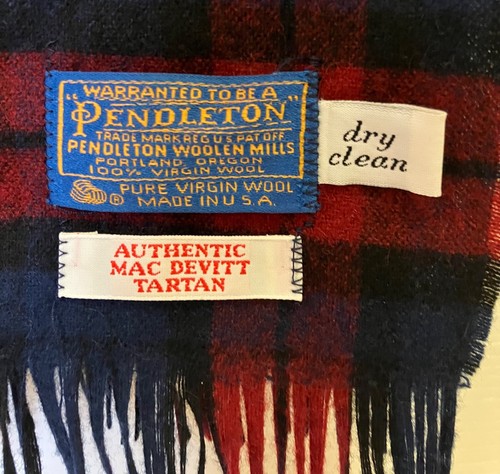 "WARRANTED TO BE A
PENDLETON"
TRADE MARK REG U S PAT OFF
PENDLETON WOOLEN MILLS
PORTLAND, OREGON
100% VIRGIN WOOL
® PURE VIRGIN WOOL
MADE IN U S A.
dry
clean
AUTHENTIC
MAC DEVITT
TARTAN